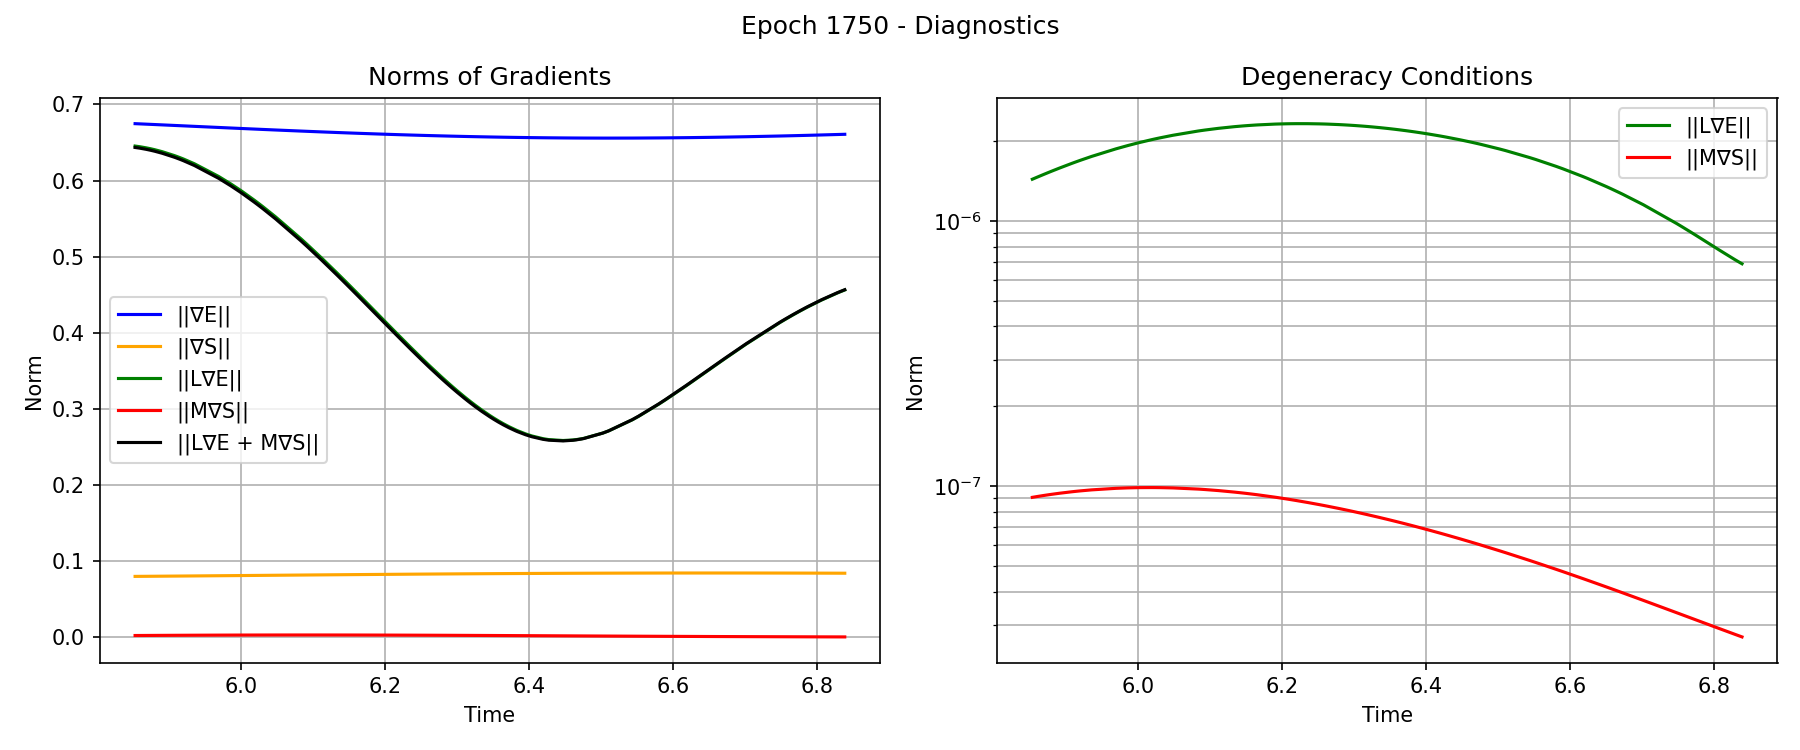 Epoch 1750 - Diagnostics
Norms of Gradients
0.7
0.6
0.5
0.4
0.3
0.2
0.1
0.0
Norm
||∇E||
||∇S||
||L∇E||
||M∇S||
||L∇E + M∇S||
6.0 6.2 6.4 6.6 6.8
Time
Degeneracy Conditions
10⁻⁶
10⁻⁷
Norm
||L∇E||
||M∇S||
6.0 6.2 6.4 6.6 6.8
Time